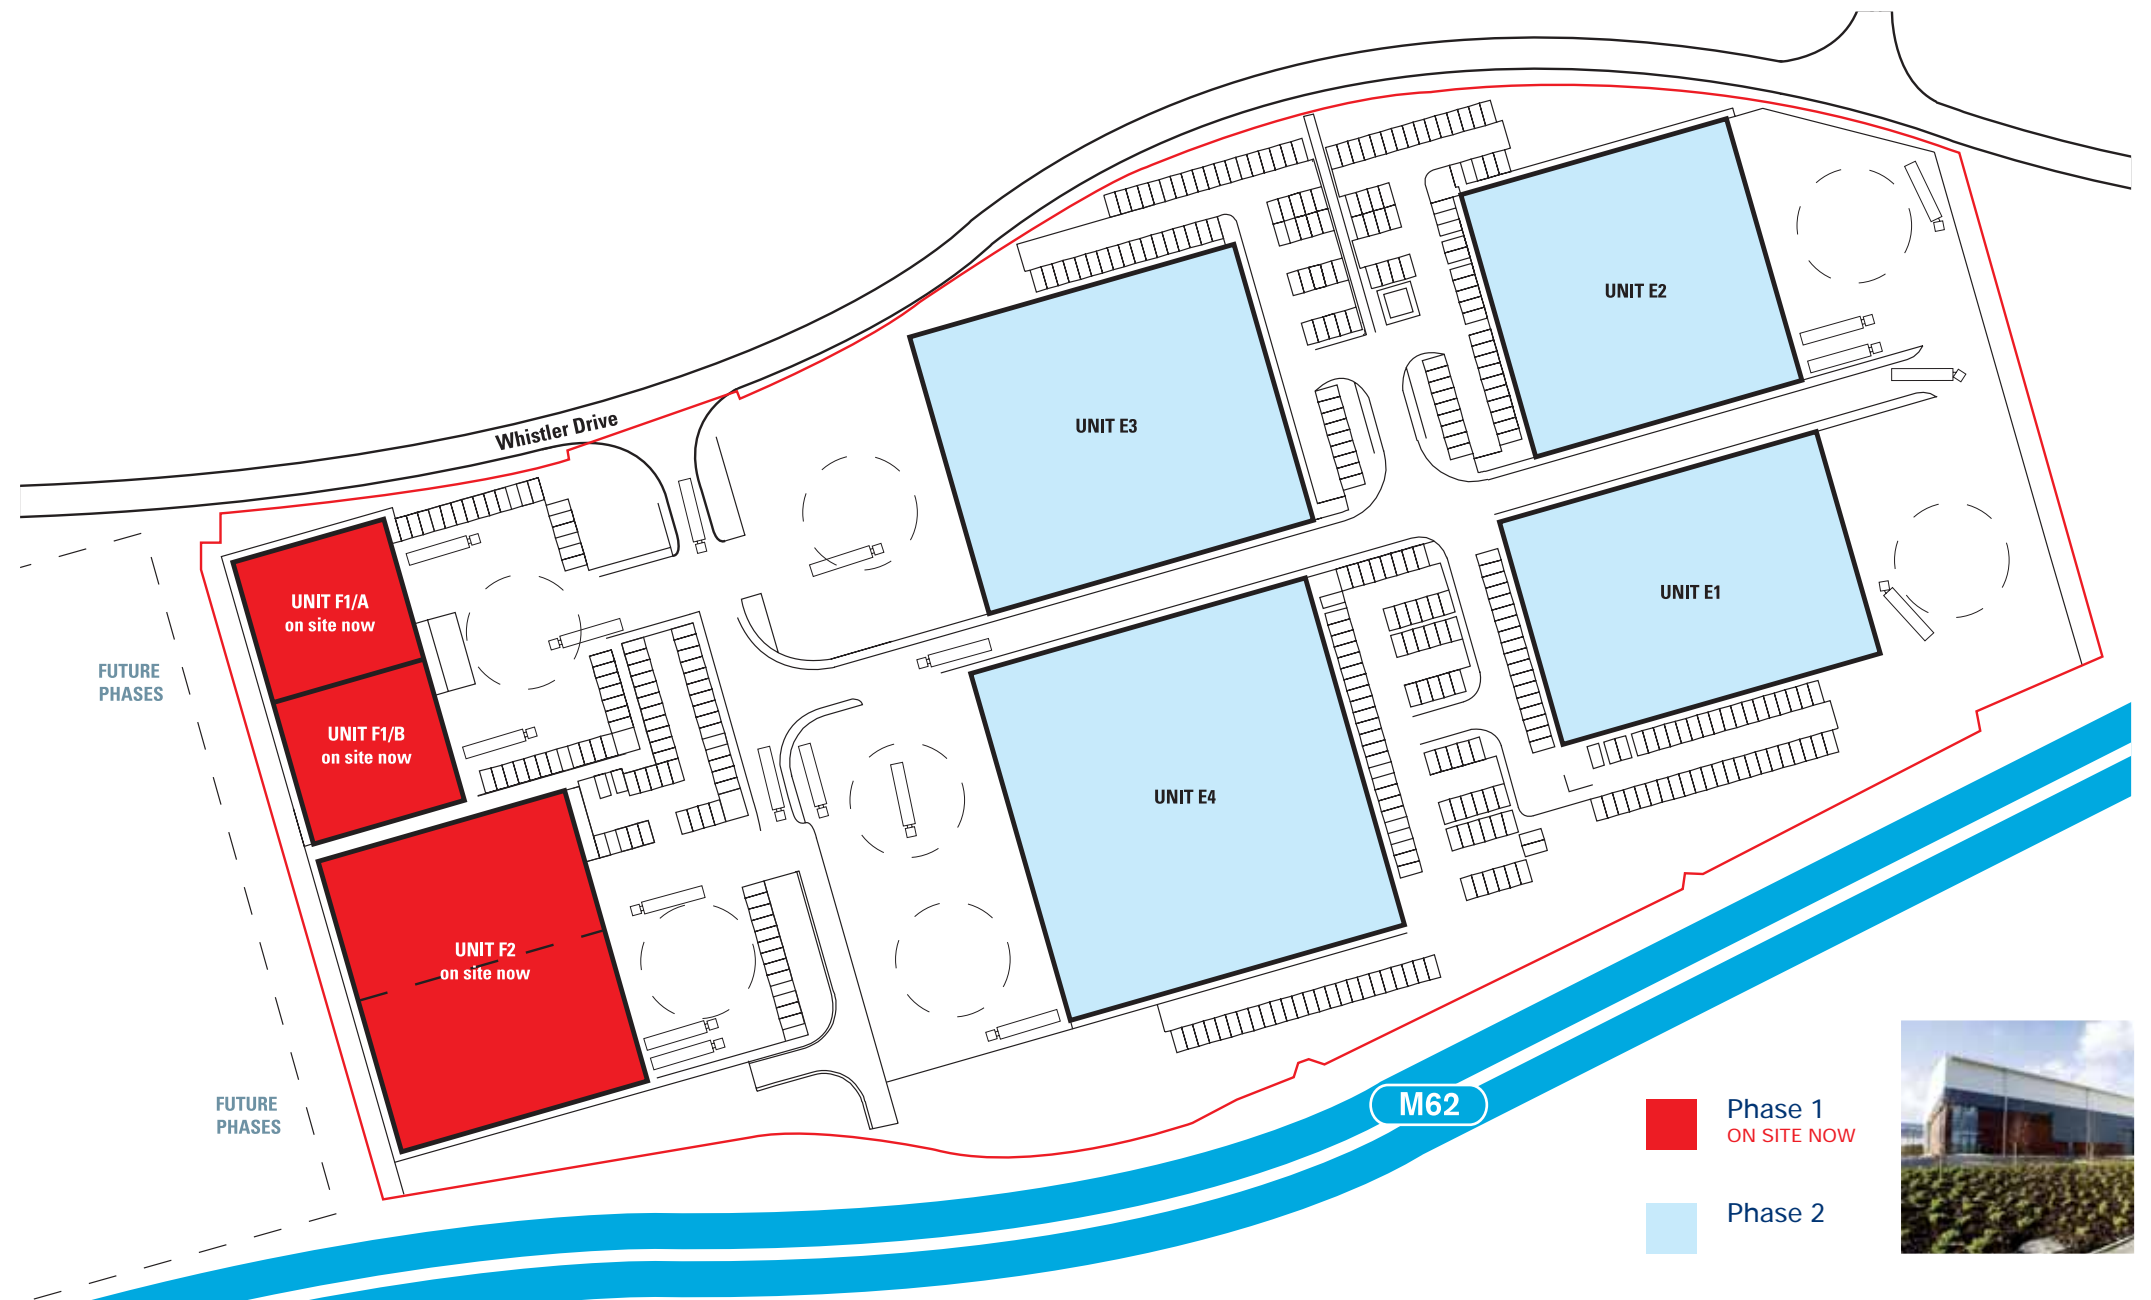 Whistler Drive
UNIT E2
UNIT E3
UNIT E1
UNIT F1/A
on site now
FUTURE
PHASES
UNIT F1/B
on site now
UNIT E4
UNIT F2
on site now
FUTURE
PHASES
M62
Phase 1
ON SITE NOW
Phase 2